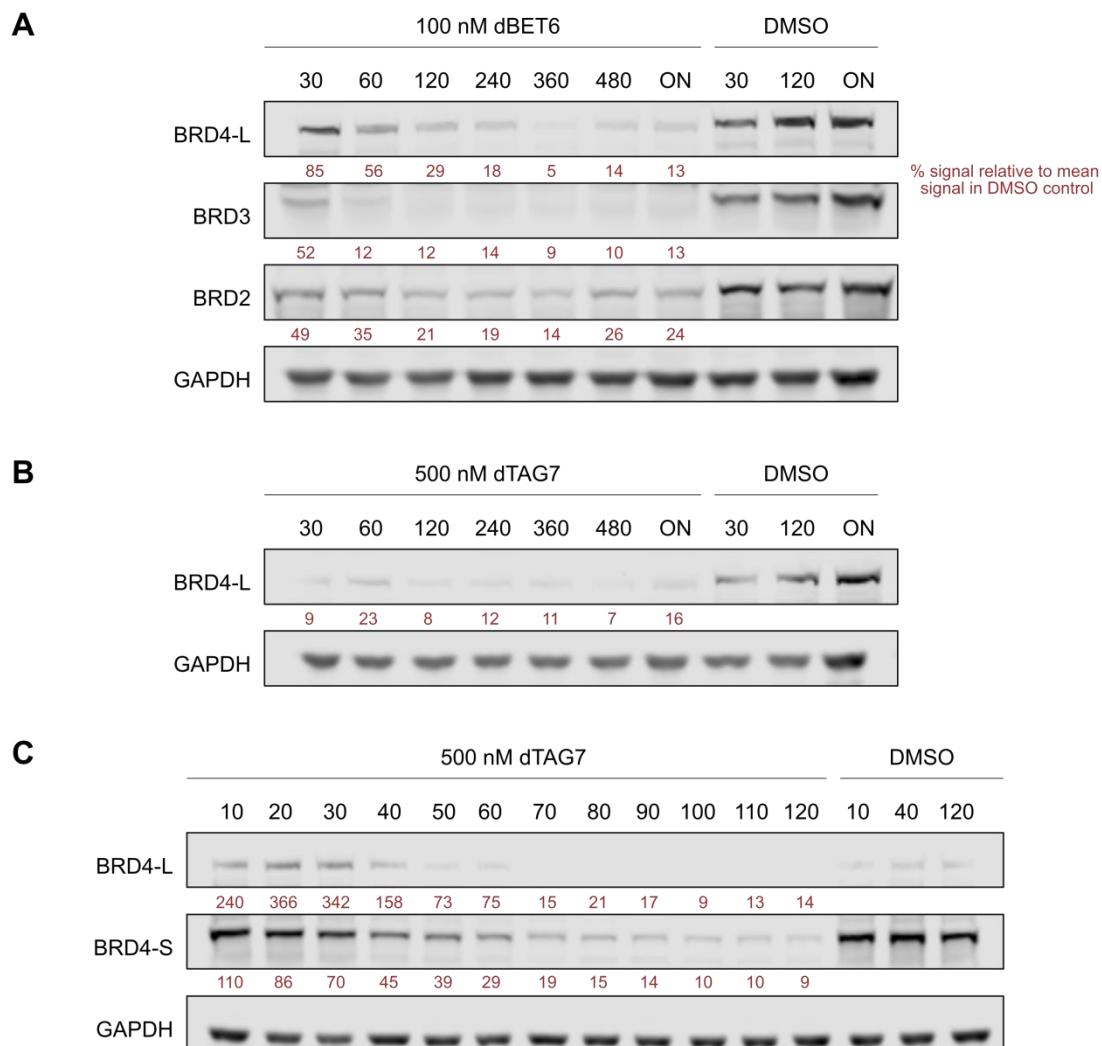 A
100 nM dBET6 DMSO
30 60 120 240 360 480 ON 30 120 ON
BRD4-L
85 56 29 18 5 14 13
% signal relative to mean
signal in DMSO control
BRD3
52 12 12 14 9 10 13
BRD2
49 35 21 19 14 26 24
GAPDH
B
500 nM dTAG7 DMSO
30 60 120 240 360 480 ON 30 120 ON
BRD4-L
9 23 8 12 11 7 16
GAPDH
C
500 nM dTAG7 DMSO
10 20 30 40 50 60 70 80 90 100 110 120 10 40 120
BRD4-L
240 366 342 158 73 75 15 21 17 9 13 14
BRD4-S
110 86 70 45 39 29 19 15 14 10 10 9
GAPDH